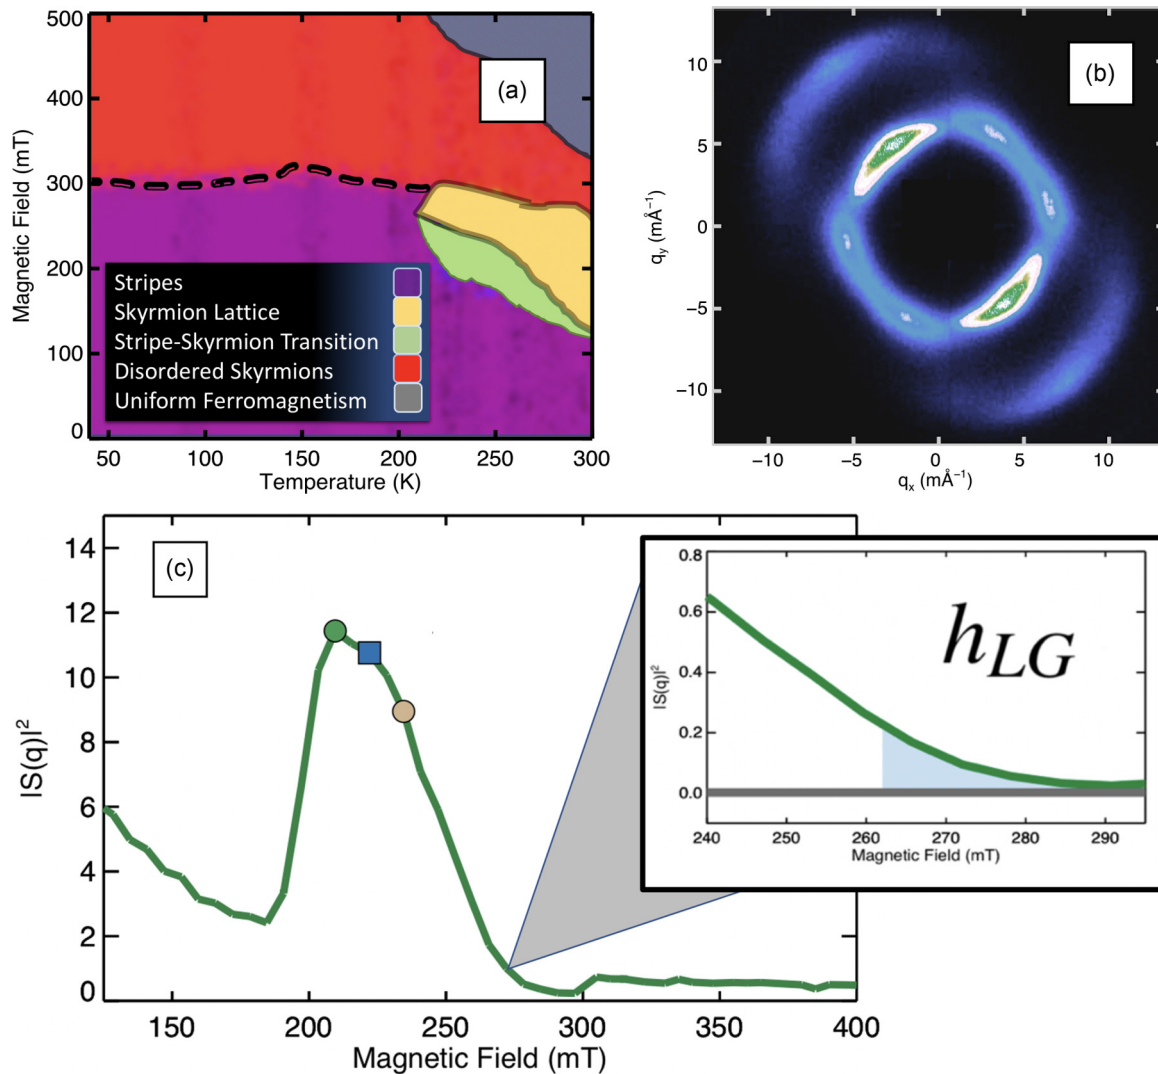 500
400
300
200
100
0
Magnetic Field (mT)
(a)
Stripes
Skyrmion Lattice
Stripe-Skyrmion Transition
Disordered Skyrmions
Uniform Ferromagnetism
50 100 150 200 250 300
Temperature (K)
(b)
10
5
0
−5
−10
qy (mÅ⁻¹)
−10 −5 0 5 10
qx (mÅ⁻¹)
(c)
14
12
10
8
6
4
2
0
|S(q)|²
150 200 250 300 350 400
Magnetic Field (mT)
hLG
0.8
0.6
0.4
0.2
0.0
|S(q)|²
240 250 260 270 280 290
Magnetic Field (mT)